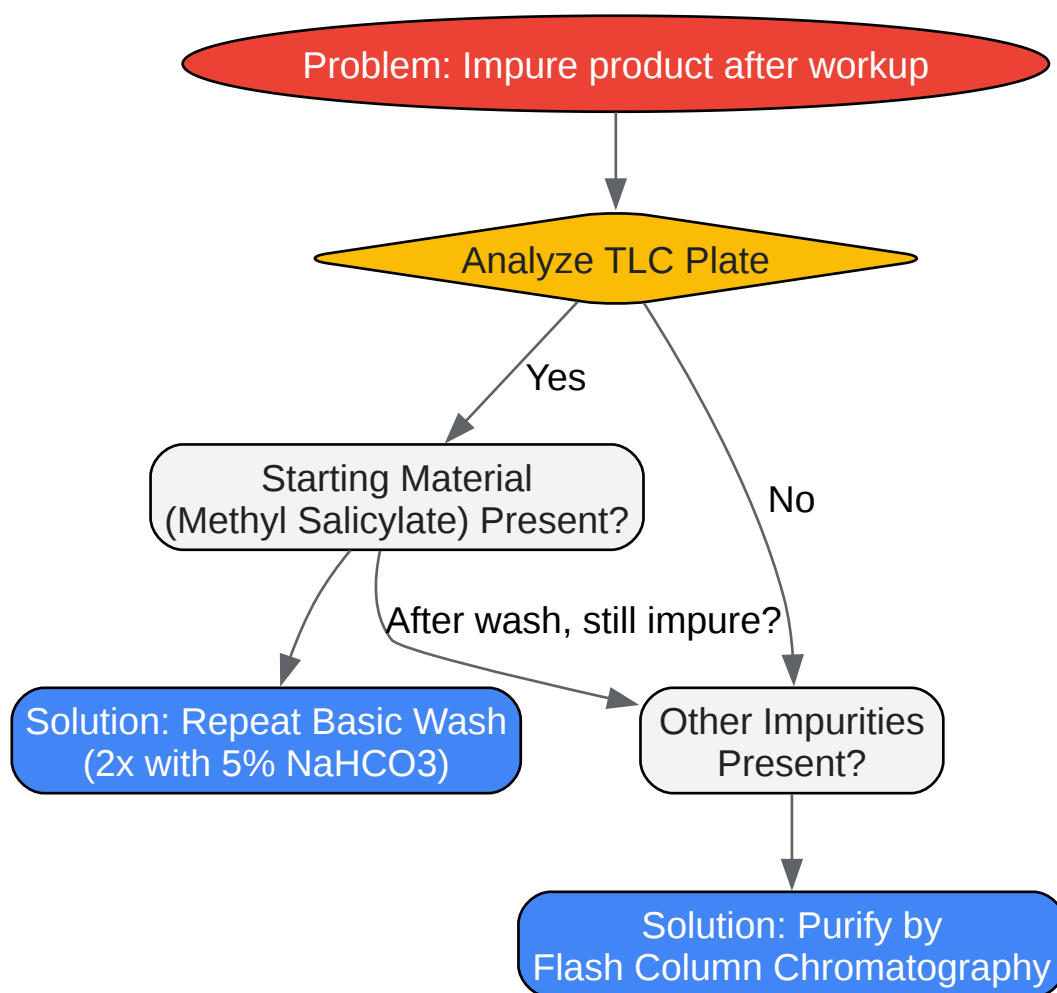 Problem: Impure product after workup
Analyze TLC Plate
Yes
Starting Material
(Methyl Salicylate) Present?
No
After wash, still impure?
Solution: Repeat Basic Wash
(2x with 5% NaHCO3)
Other Impurities
Present?
Solution: Purify by
Flash Column Chromatography